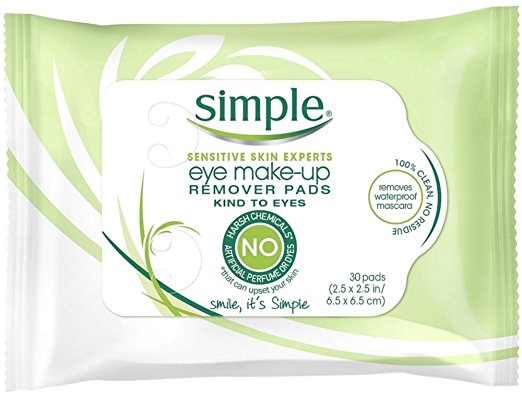 simple®
SENSITIVE SKIN EXPERTS
eye make-up
REMOVER PADS
KIND TO EYES
HARSH CHEMICALS*
NO
ARTIFICIAL PERFUME OR DYES
*that can upset your skin
smile, it's Simple
100% CLEAN. NO RESIDUE
removes
waterproof
mascara
30 pads
(2.5 x 2.5 in/
6.5 x 6.5 cm)